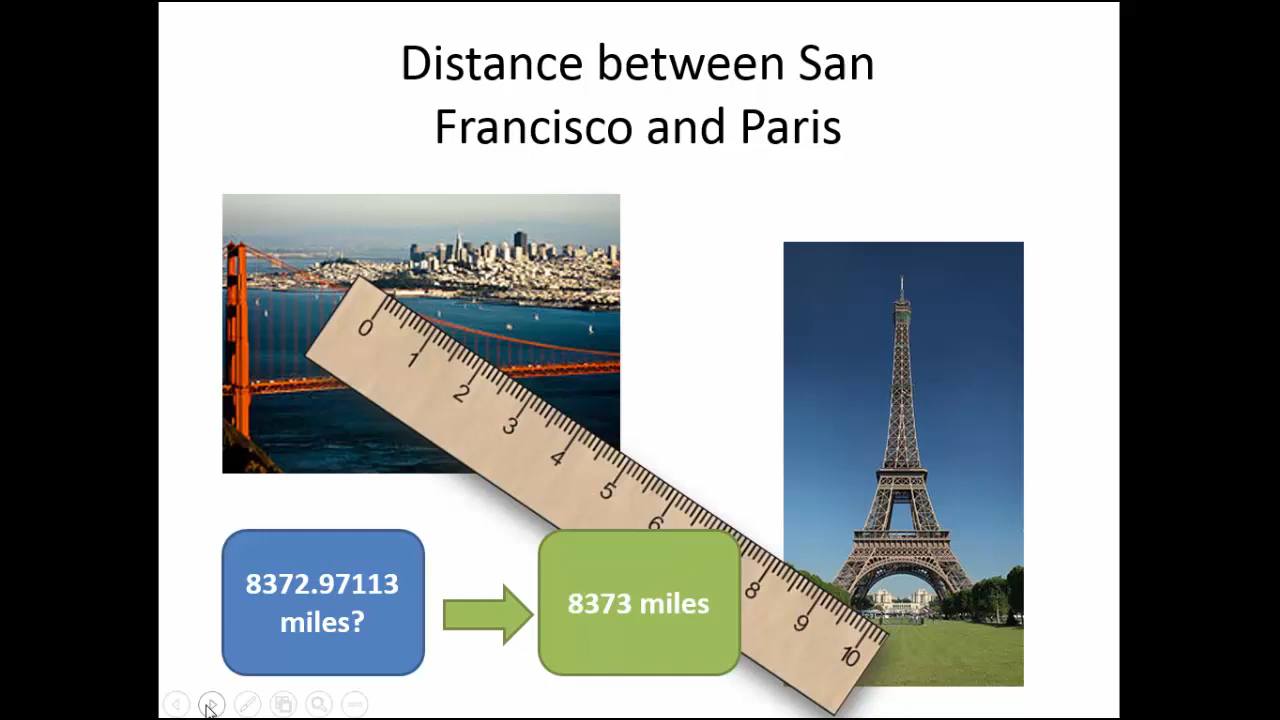 Distance between San
Francisco and Paris
0
1
2
3
4
5
6
8
9
10
8372.97113
miles?
8373 miles